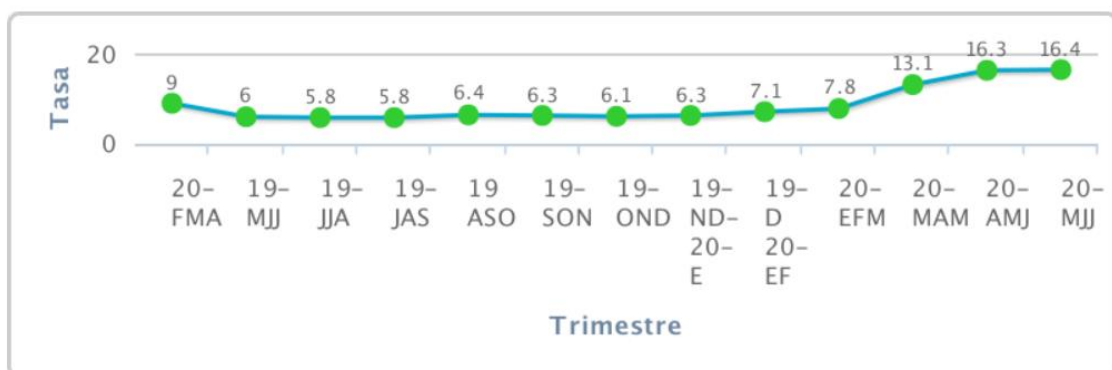 Tasa
20
0
9
6
5.8
5.8
6.4
6.3
6.1
6.3
7.1
7.8
13.1
16.3
16.4
20-
FMA
19-
MJJ
19-
JJA
19-
JAS
19
ASO
19-
SON
19-
OND
19
ND-
20-
E
19-
D
20-
EF
20-
EFM
20-
MAM
20-
AMJ
20-
MJJ
Trimestre